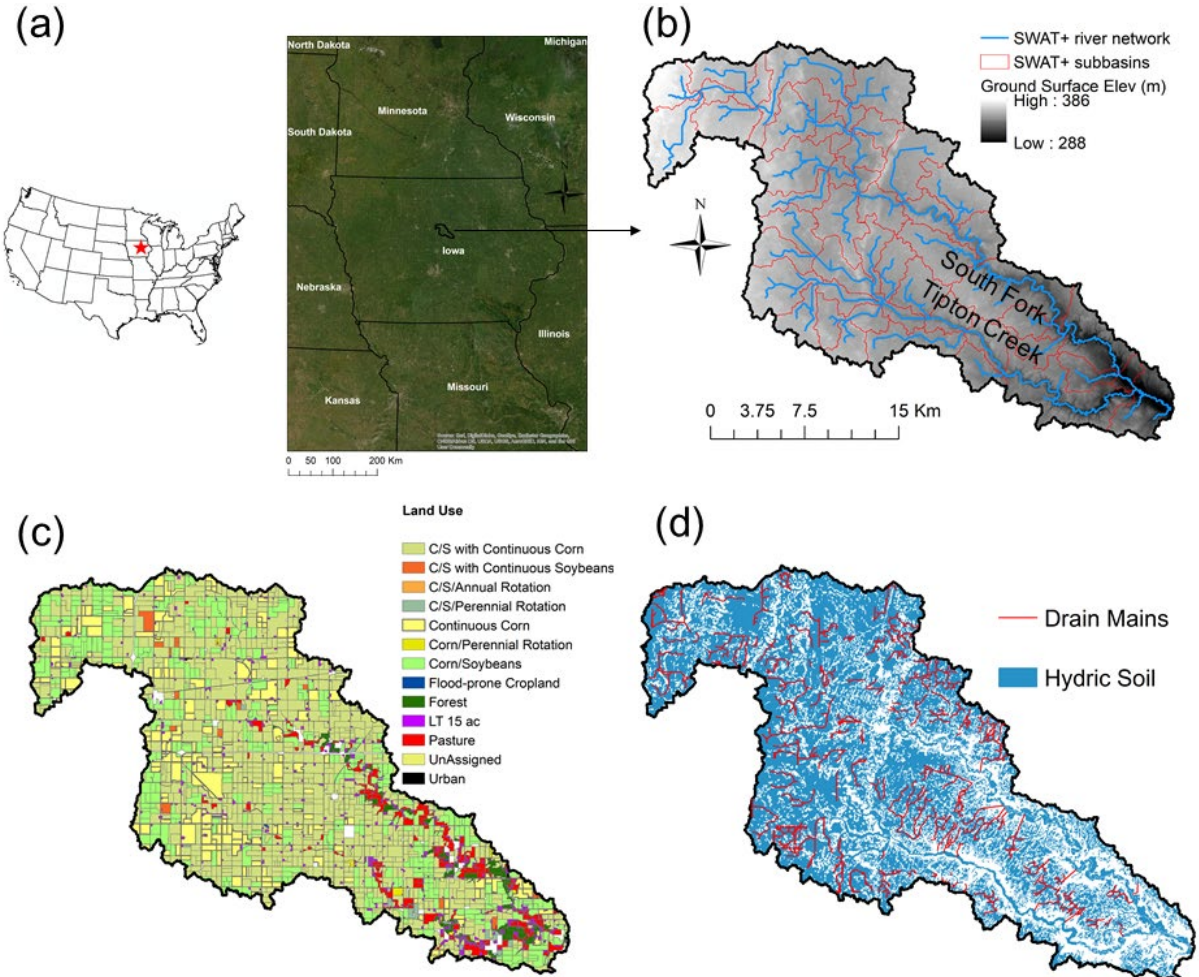 (a)
North Dakota
Michigan
Minnesota
Wisconsin
South Dakota
Iowa
Nebraska
Illinois
Missouri
Kansas
0 50 100 200 Km
(b)
SWAT+ river network
SWAT+ subbasins
Ground Surface Elev (m)
High : 386
Low : 288
N
South Fork
Tipton Creek
0 3.75 7.5 15 Km
(c)
Land Use
C/S with Continuous Corn
C/S with Continuous Soybeans
C/S/Annual Rotation
C/S/Perennial Rotation
Continuous Corn
Corn/Perennial Rotation
Corn/Soybeans
Flood-prone Cropland
Forest
LT 15 ac
Pasture
UnAssigned
Urban
(d)
Drain Mains
Hydric Soil